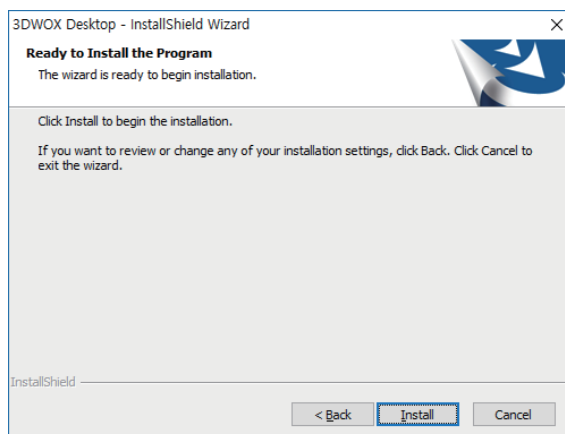 3DWOX Desktop - InstallShield Wizard
Ready to Install the Program
The wizard is ready to begin installation.
Click Install to begin the installation.
If you want to review or change any of your installation settings, click Back. Click Cancel to
exit the wizard.
InstallShield
< Back
Install
Cancel